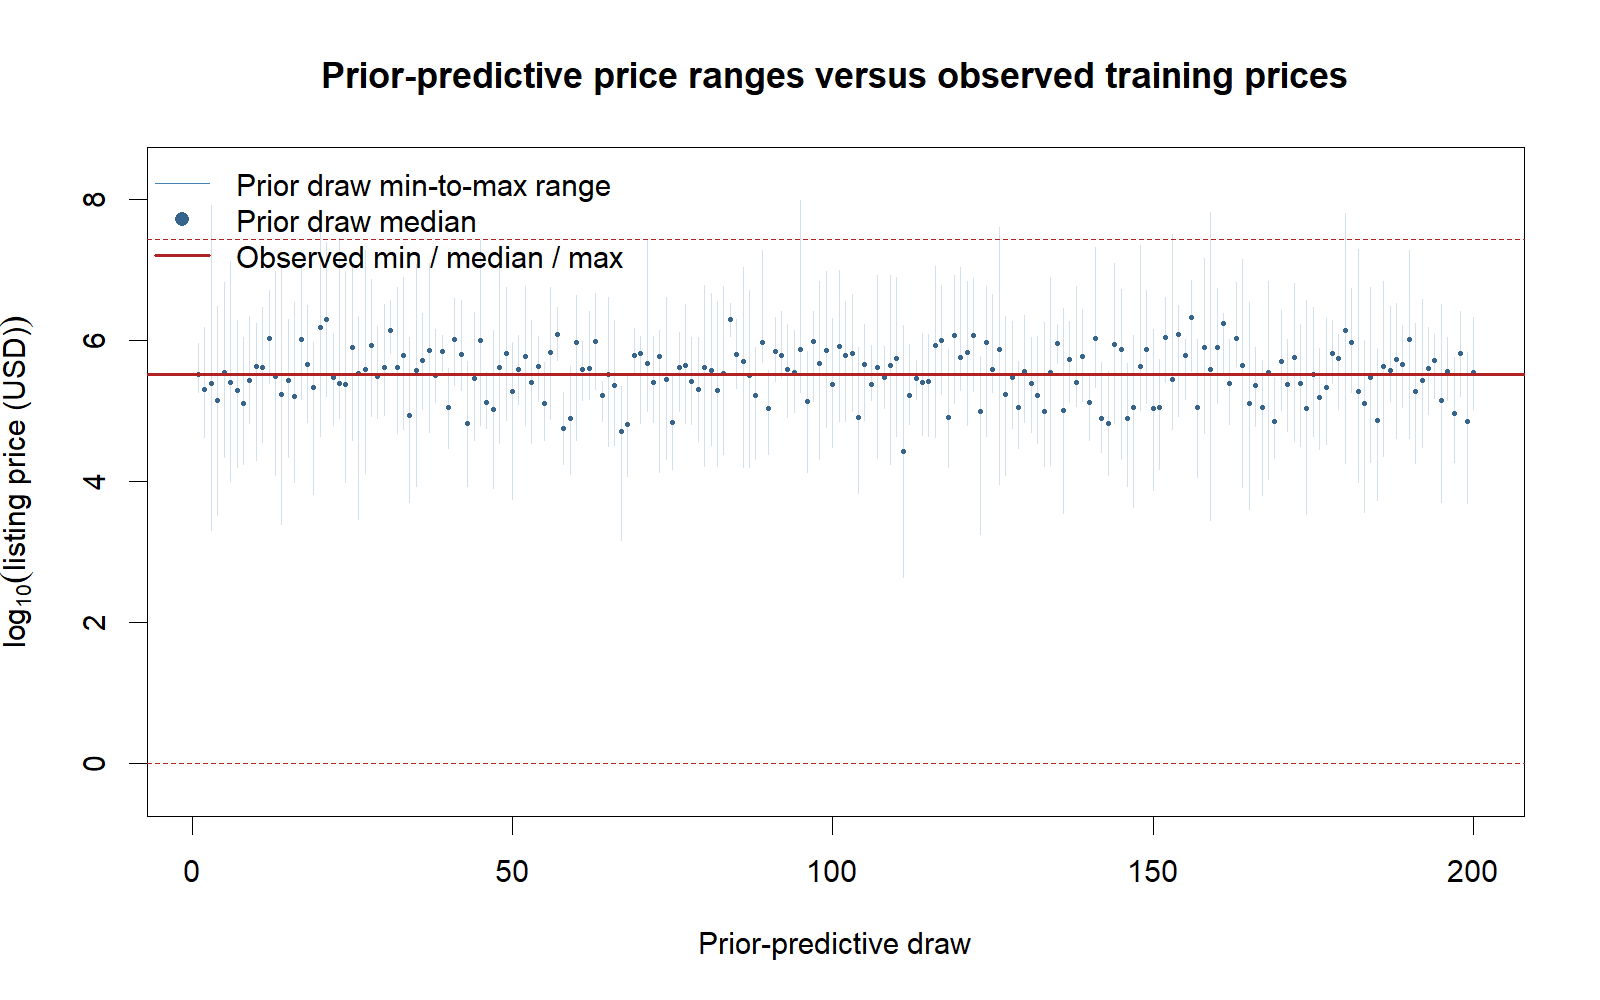 Prior-predictive price ranges versus observed training prices
Prior draw min-to-max range
Prior draw median
Observed min / median / max
log10(listing price (USD))
8
6
4
2
0
0 50 100 150 200
Prior-predictive draw